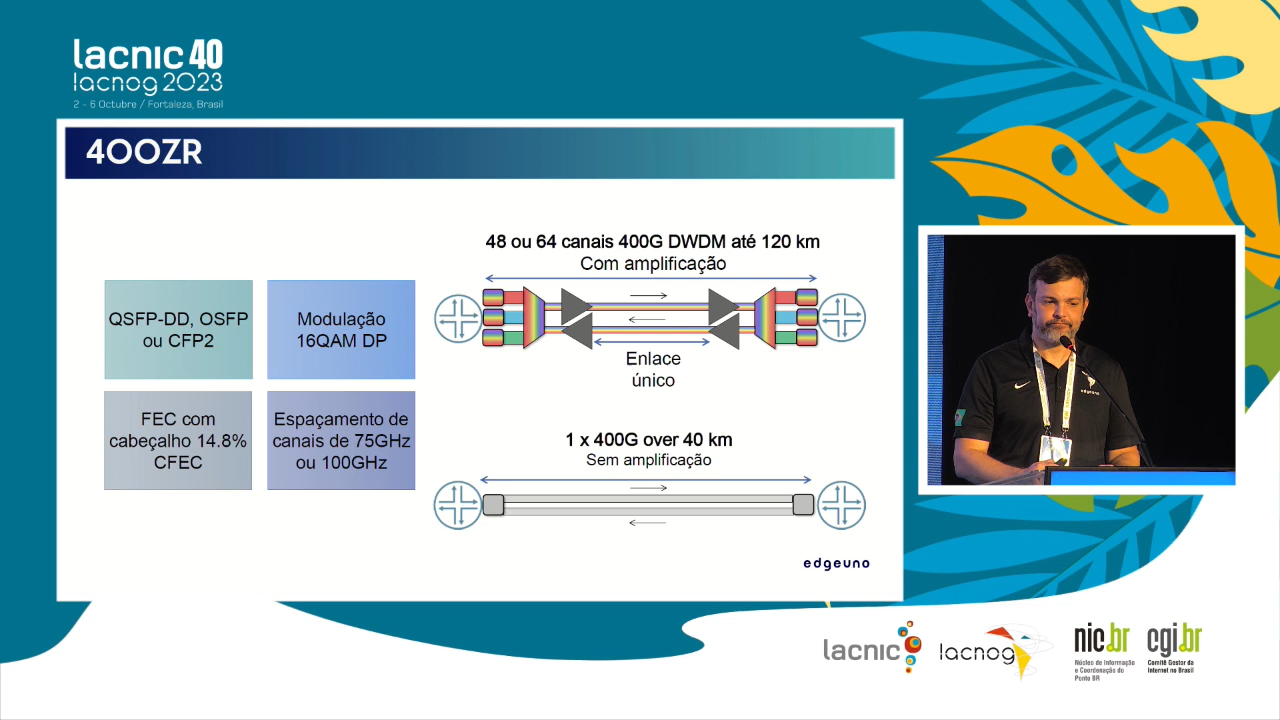 lacnic 40
lacnog 2023
2 - 6 Octubre / Fortaleza, Brasil
400ZR
QSFP-DD, OSFP
ou CFP2
Modulação
16QAM DP
FEC com
cabeçalho 14.8%
CFEC
Espaçamento de
canais de 75GHz
ou 100GHz
48 ou 64 canais 400G DWDM até 120 km
Com amplificação
Enlace
único
1 x 400G over 40 km
Sem amplificação
edgeuno
edgeuno
lacnic
lacnog
nic.br
Núcleo de Informação
e Coordenação do
Ponto BR
cgi.br
Comitê Gestor da
Internet no Brasil